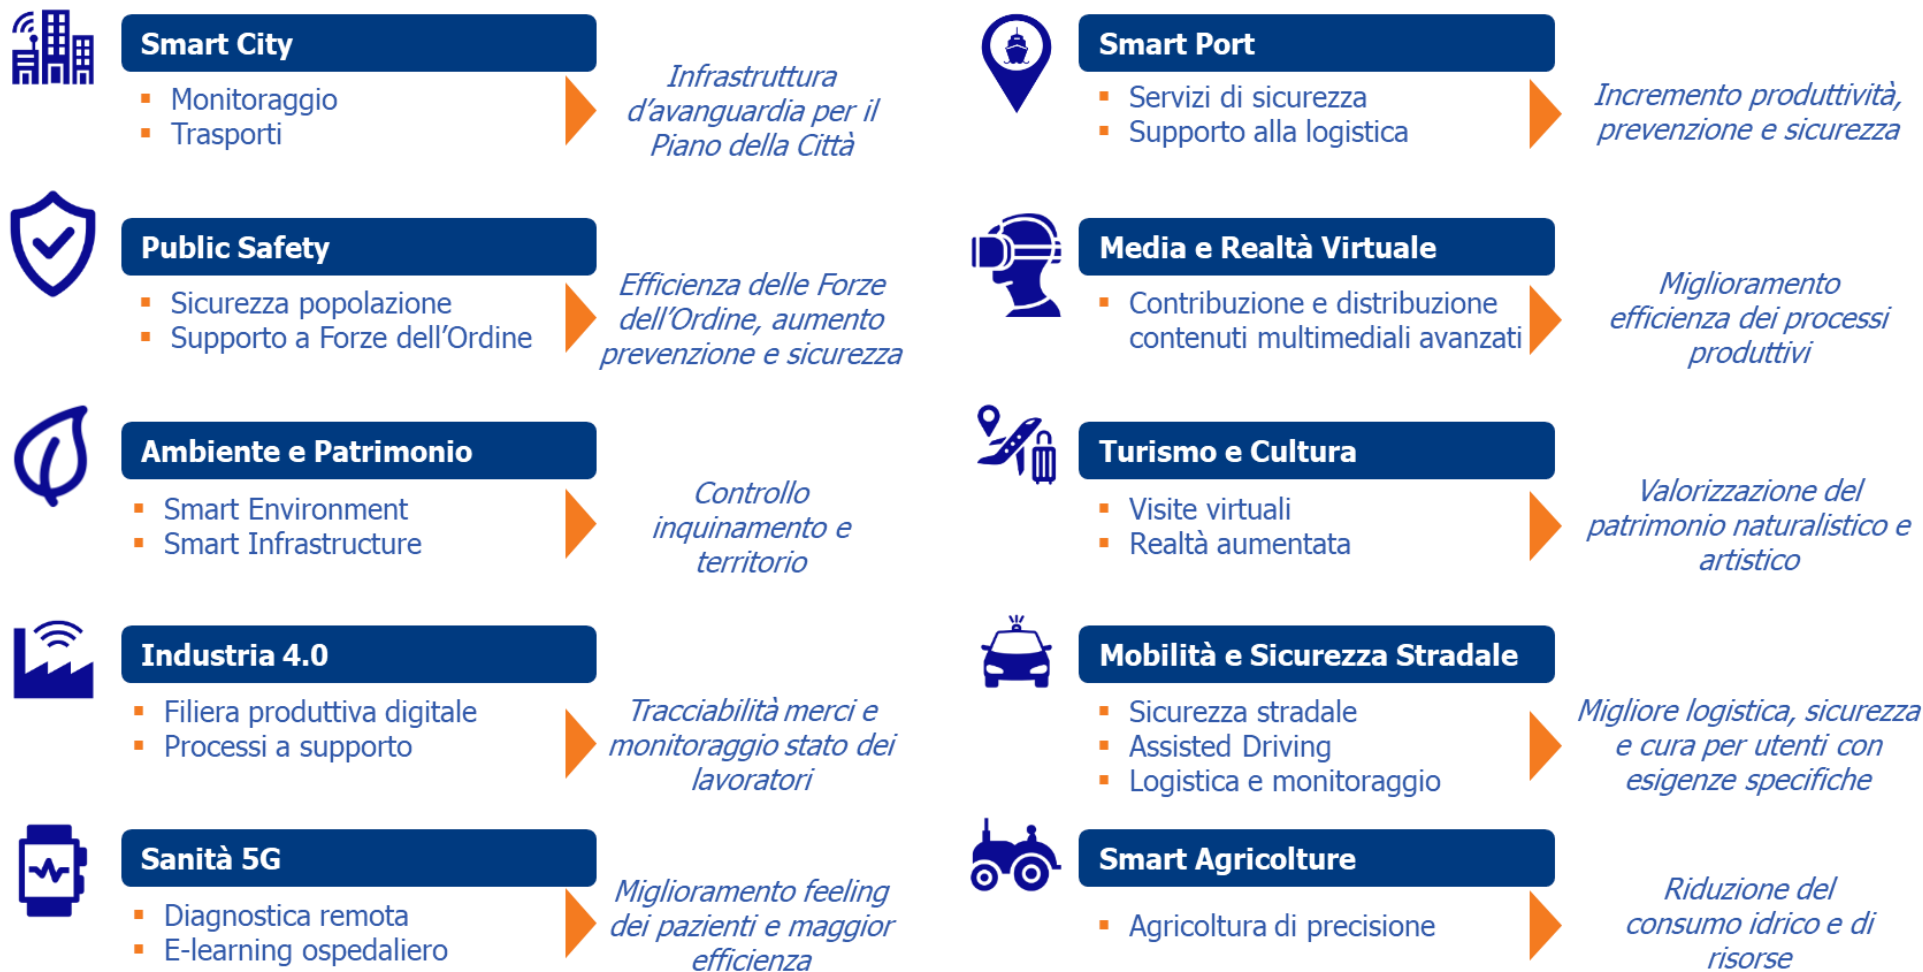 Smart City
Monitoraggio
Trasporti
Infrastruttura
d'avanguardia per il
Piano della Città
Public Safety
Sicurezza popolazione
Supporto a Forze dell'Ordine
Efficienza delle Forze
dell'Ordine, aumento
prevenzione e sicurezza
Ambiente e Patrimonio
Smart Environment
Smart Infrastructure
Controllo
inquinamento e
territorio
Industria 4.0
Filiera produttiva digitale
Processi a supporto
Tracciabilità merci e
monitoraggio stato dei
lavoratori
Sanità 5G
Diagnostica remota
E-learning ospedaliero
Miglioramento feeling
dei pazienti e maggior
efficienza
Smart Port
Servizi di sicurezza
Supporto alla logistica
Incremento produttività,
prevenzione e sicurezza
Media e Realtà Virtuale
Contribuzione e distribuzione
contenuti multimediali avanzati
Miglioramento
efficienza dei processi
produttivi
Turismo e Cultura
Visite virtuali
Realtà aumentata
Valorizzazione del
patrimonio naturalistico e
artistico
Mobilità e Sicurezza Stradale
Sicurezza stradale
Assisted Driving
Logistica e monitoraggio
Migliore logistica, sicurezza
e cura per utenti con
esigenze specifiche
Smart Agricolture
Agricoltura di precisione
Riduzione del
consumo idrico e di
risorse